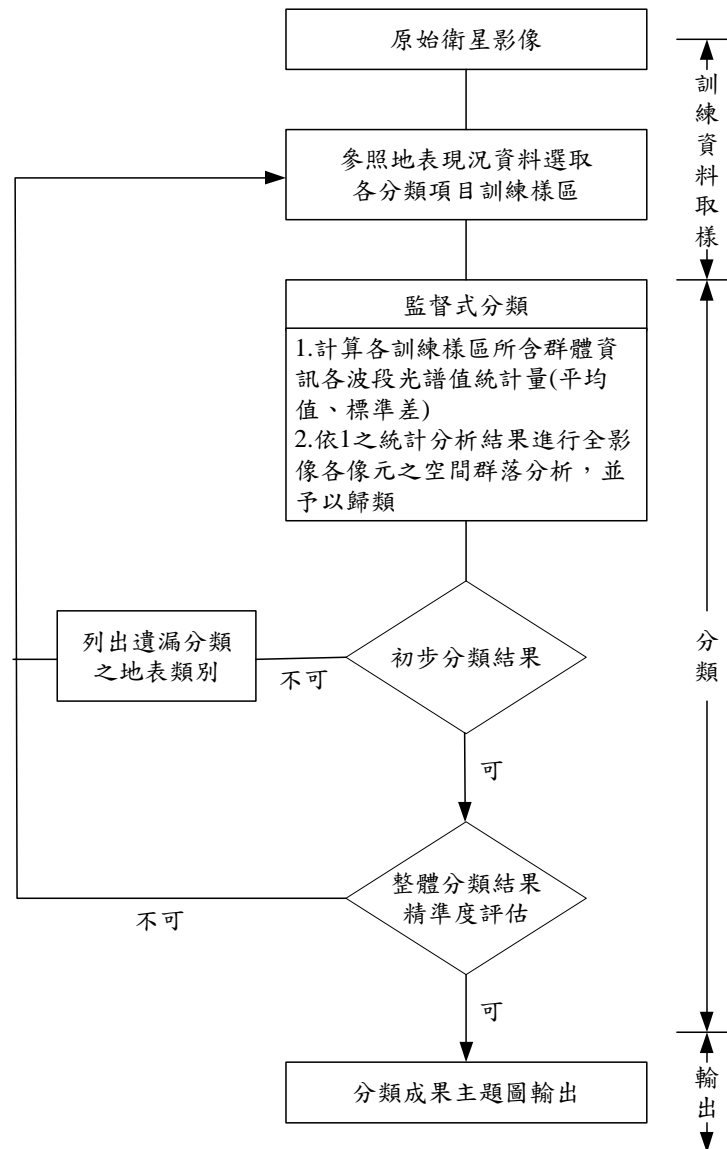 原始衛星影像
參照地表現況資料選取
各分類項目訓練樣區
監督式分類
1.計算各訓練樣區所含群體資
訊各波段光譜值統計量(平均
值、標準差)
2.依1之統計分析結果進行全影
像各像元之空間群落分析，並
予以歸類
初步分類結果
不可
列出遺漏分類
之地表類別
可
整體分類結果
精準度評估
不可
可
分類成果主題圖輸出
訓練資料取樣
分類
輸出